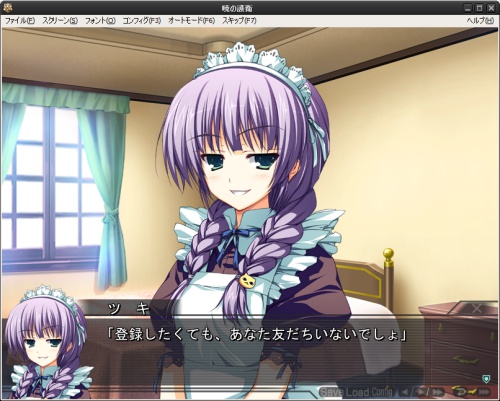 暁の護衛
ファイル(F) スクリーン(S) フォント(O) コンフィグ(F3) オートモード(F6) スキップ(F7) ヘルプ(H)
ツキ
「登録したくても、あなた友だちいないでしょ」
Save Load Config